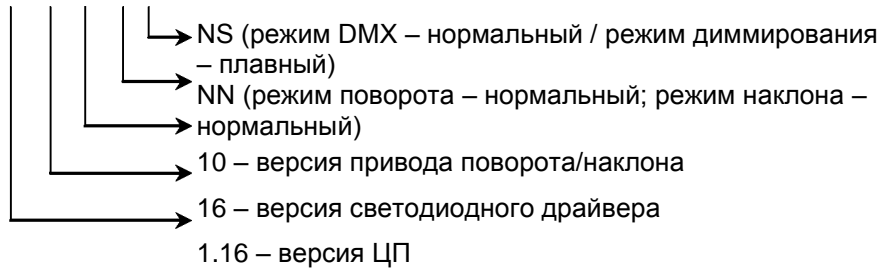 NS (режим DMX – нормальный / режим диммирования
– плавный)
NN (режим поворота – нормальный; режим наклона –
нормальный)
10 – версия привода поворота/наклона
16 – версия светодиодного драйвера
1.16 – версия ЦП